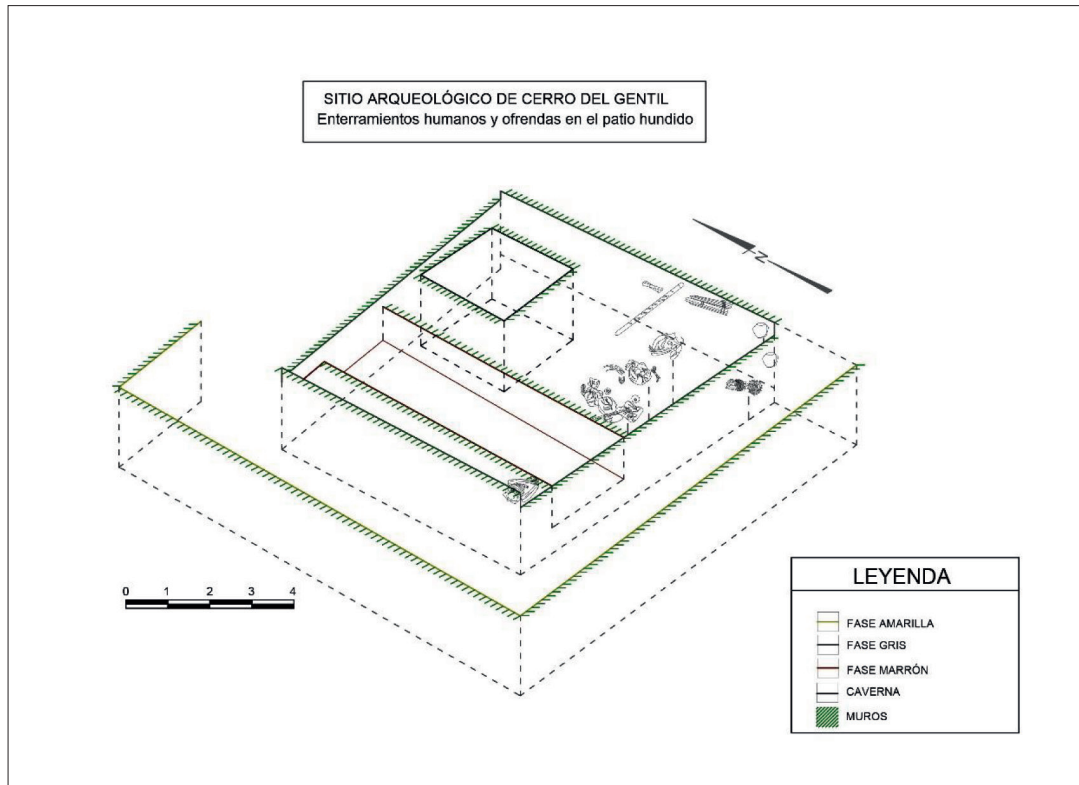 SITIO ARQUEOLÓGICO DE CERRO DEL GENTIL
Enterramientos humanos y ofrendas en el patio hundido
N
0 1 2 3 4
LEYENDA
FASE AMARILLA
FASE GRIS
FASE MARRÓN
CAVERNA
MUROS